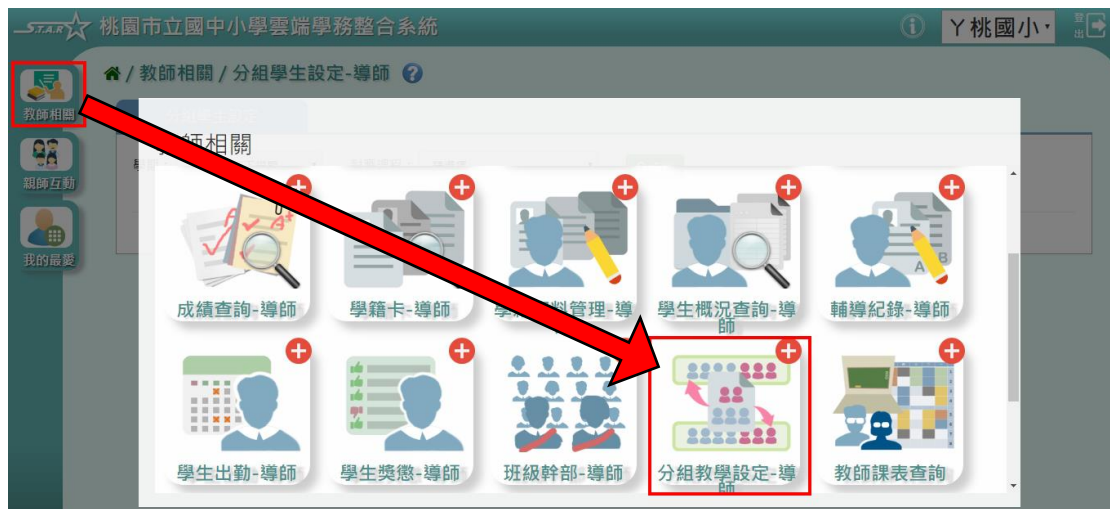 STAR 桃園市立國中小學雲端學務整合系統
ㄚ桃國小
登出
教師相關
親師互動
我的最愛
/ 教師相關 / 分組學生設定-導師
師相關
成績查詢-導師
學籍卡-導師
料管理-導
學生概況查詢-導師
輔導紀錄-導師
學生出勤-導師
學生獎懲-導師
班級幹部-導師
分組教學設定-導師
教師課表查詢